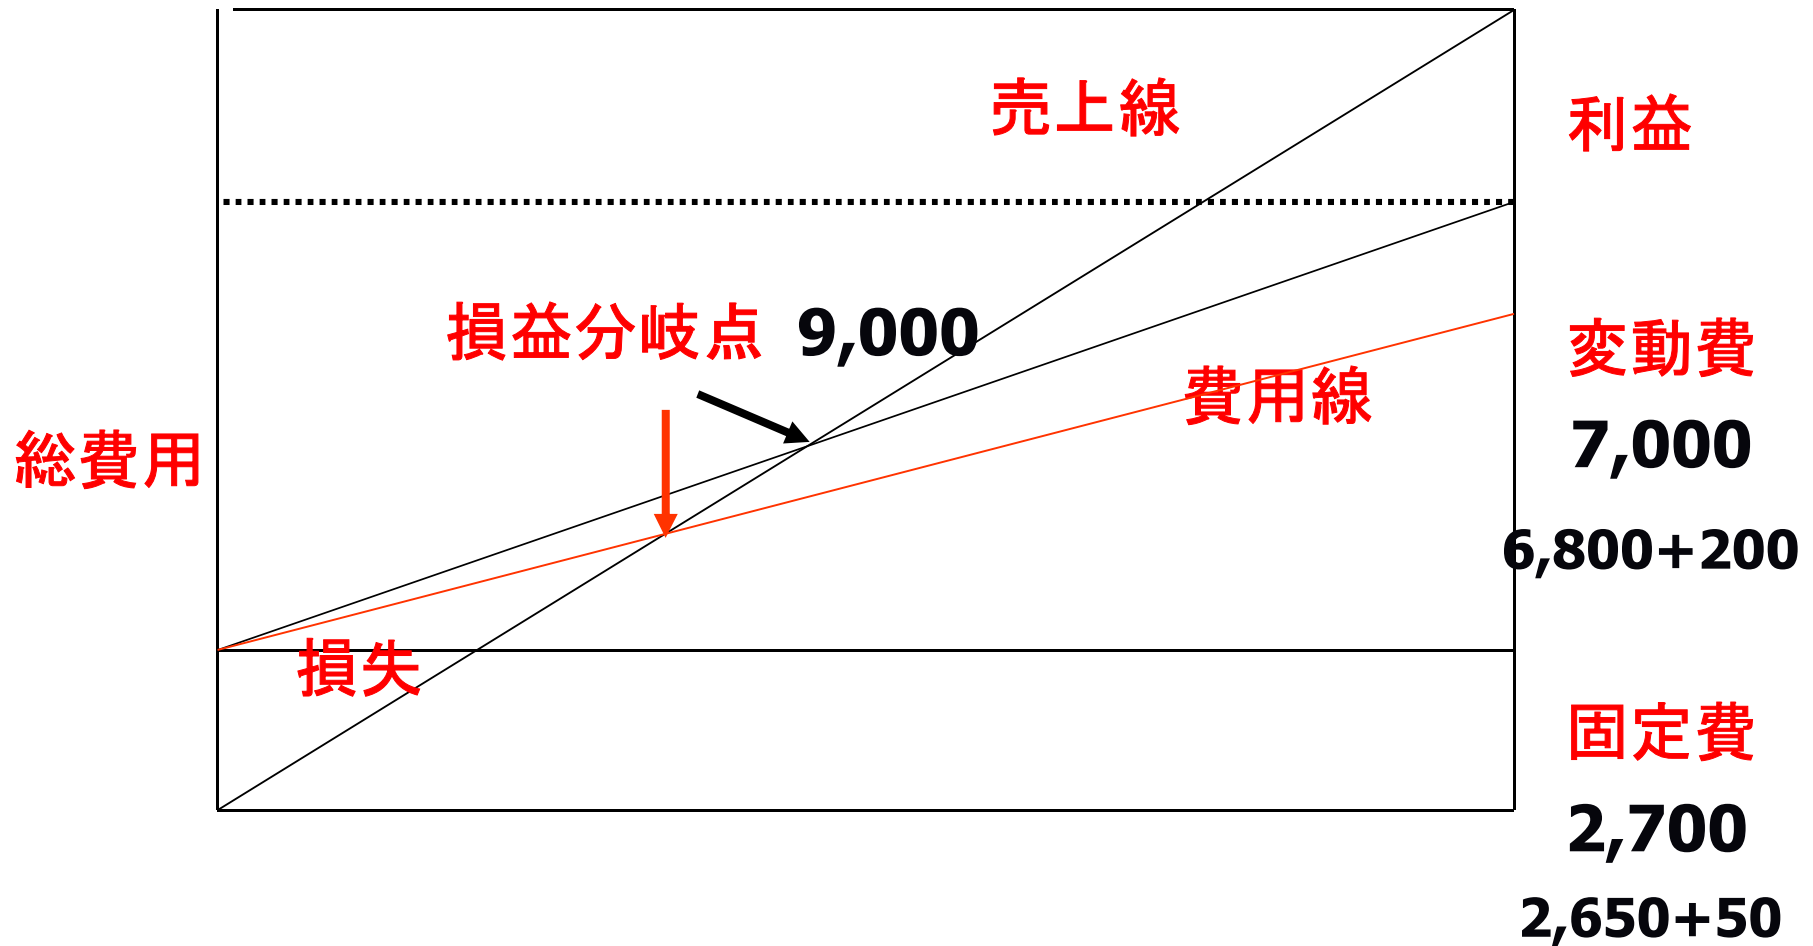 売上線
利益
損益分岐点 9,000
変動費
費用線
7,000
総費用
6,800+200
損失
固定費
2,700
2,650+50